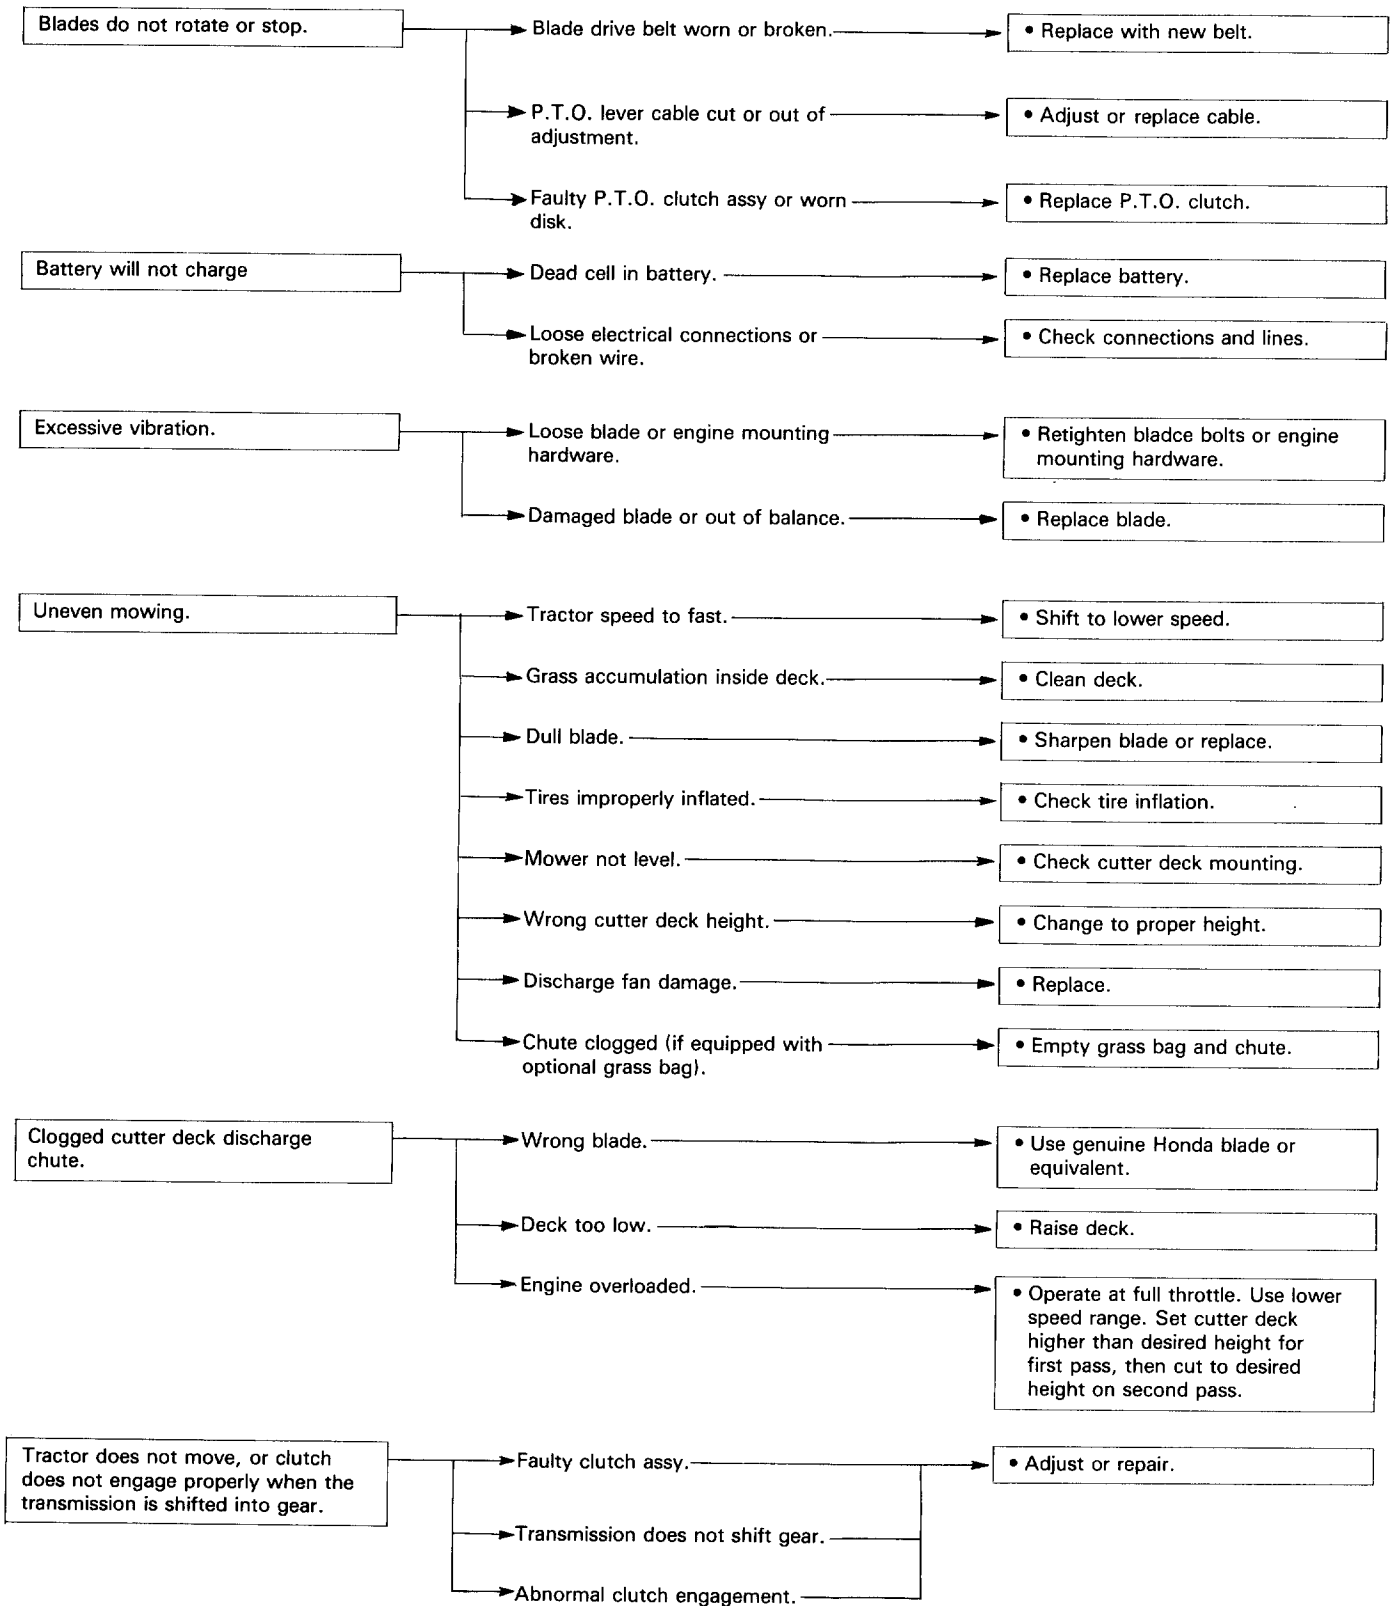 Blades do not rotate or stop.
Blade drive belt worn or broken.
• Replace with new belt.
P.T.O. lever cable cut or out of
adjustment.
• Adjust or replace cable.
Faulty P.T.O. clutch assy or worn
disk.
• Replace P.T.O. clutch.
Battery will not charge
Dead cell in battery.
• Replace battery.
Loose electrical connections or
broken wire.
• Check connections and lines.
Excessive vibration.
Loose blade or engine mounting
hardware.
• Retighten bladce bolts or engine
mounting hardware.
Damaged blade or out of balance.
• Replace blade.
Uneven mowing.
Tractor speed to fast.
• Shift to lower speed.
Grass accumulation inside deck.
• Clean deck.
Dull blade.
• Sharpen blade or replace.
Tires improperly inflated.
• Check tire inflation.
Mower not level.
• Check cutter deck mounting.
Wrong cutter deck height.
• Change to proper height.
Discharge fan damage.
• Replace.
Chute clogged (if equipped with
optional grass bag).
• Empty grass bag and chute.
Clogged cutter deck discharge
chute.
Wrong blade.
• Use genuine Honda blade or
equivalent.
Deck too low.
• Raise deck.
Engine overloaded.
• Operate at full throttle. Use lower
speed range. Set cutter deck
higher than desired height for
first pass, then cut to desired
height on second pass.
Tractor does not move, or clutch
does not engage properly when the
transmission is shifted into gear.
Faulty clutch assy.
• Adjust or repair.
Transmission does not shift gear.
Abnormal clutch engagement.